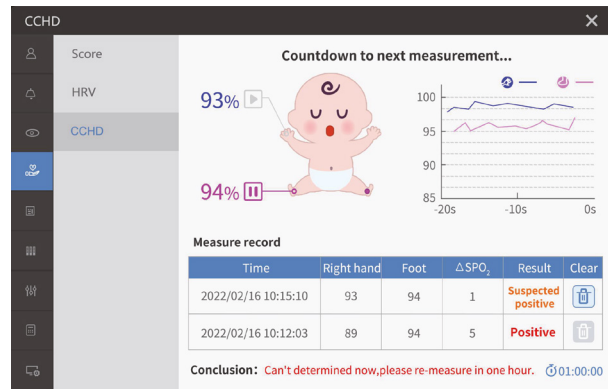 CCHD
Score
HRV
CCHD
Countdown to next measurement...
93%
94%
100
95
90
85
-20s -10s 0s
Measure record
Time Right hand Foot △SPO₂ Result Clear
2022/02/16 10:15:10 93 94 1 Suspected positive
2022/02/16 10:12:03 89 94 5 Positive
Conclusion: Can't determined now,please re-measure in one hour. 01:00:00